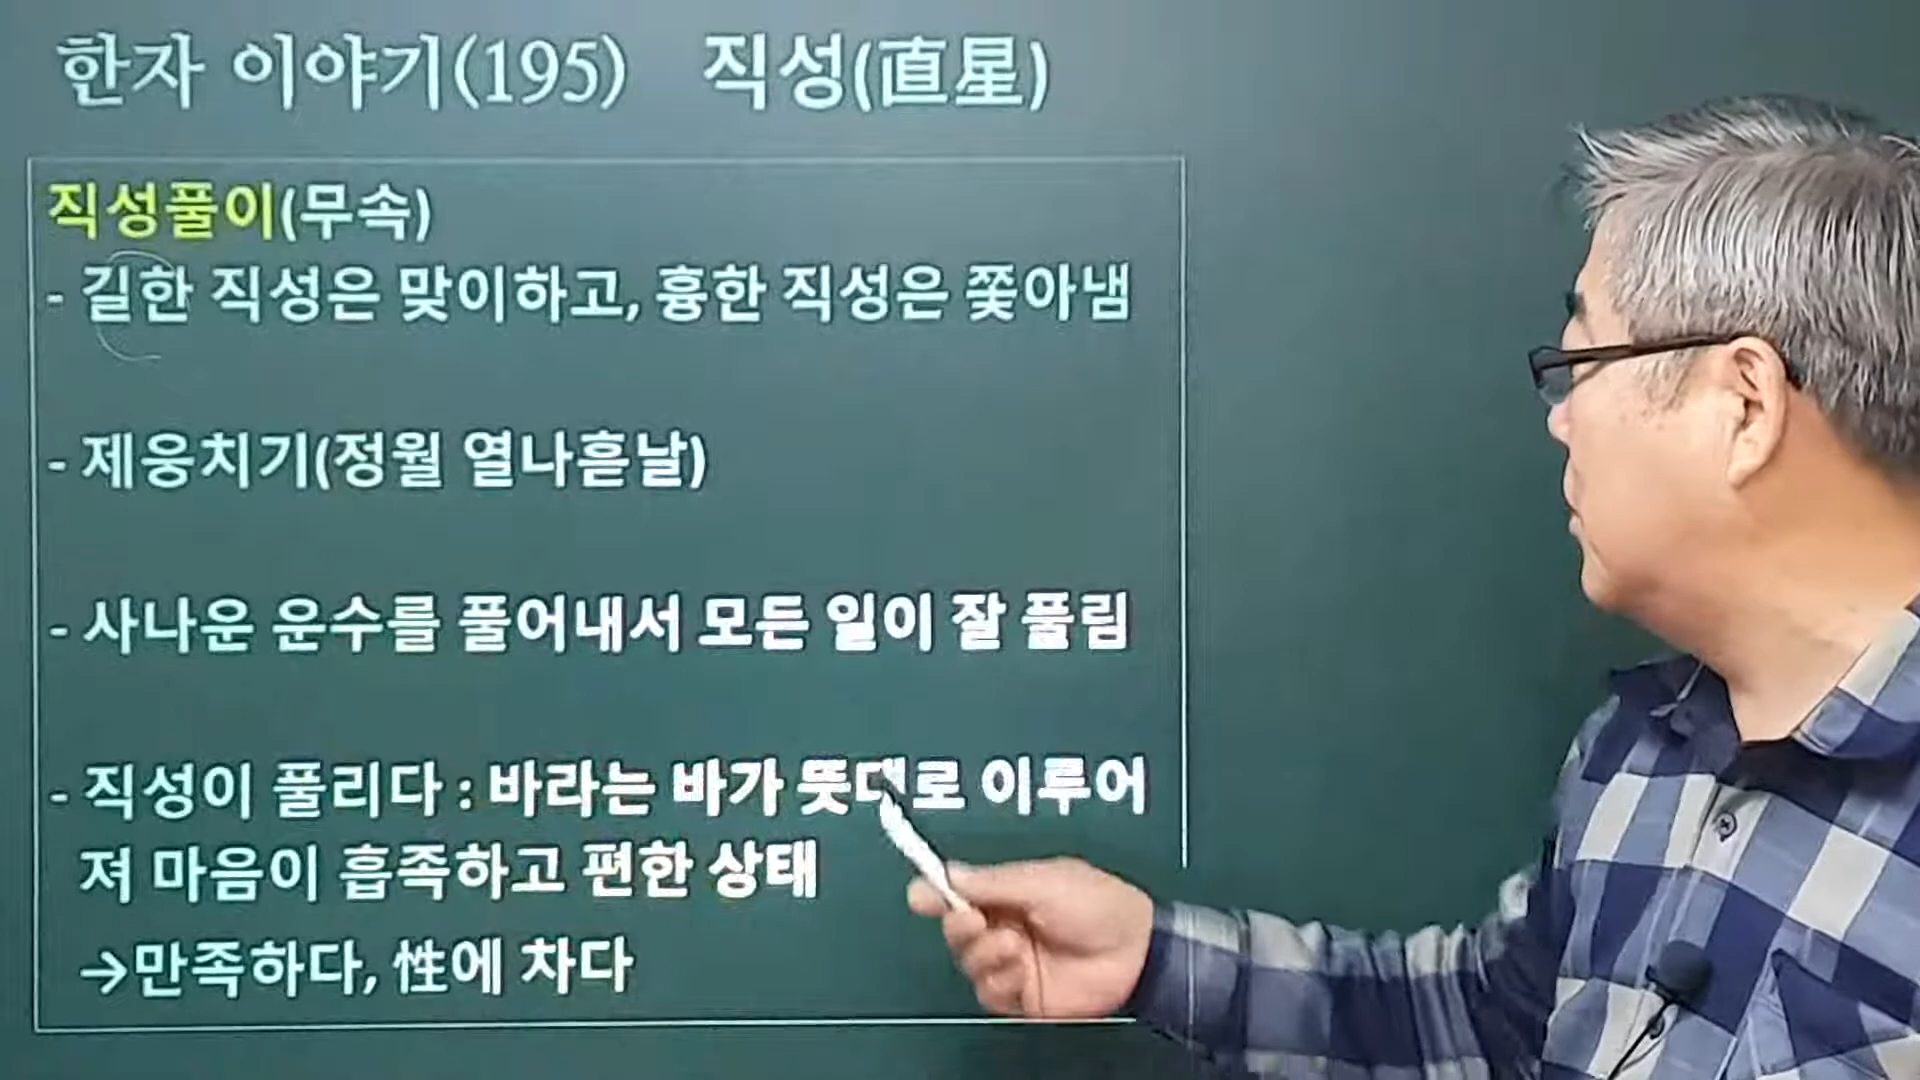 한자 이야기(195) 직성(直星)
직성풀이(무속)
- 길한 직성은 맞이하고, 흉한 직성은 쫓아냄
- 제웅치기(정월 열나흗날)
- 사나운 운수를 풀어내서 모든 일이 잘 풀림
- 직성이 풀리다 : 바라는 바가 뜻대로 이루어
져 마음이 흡족하고 편한 상태
→만족하다, 性에 차다